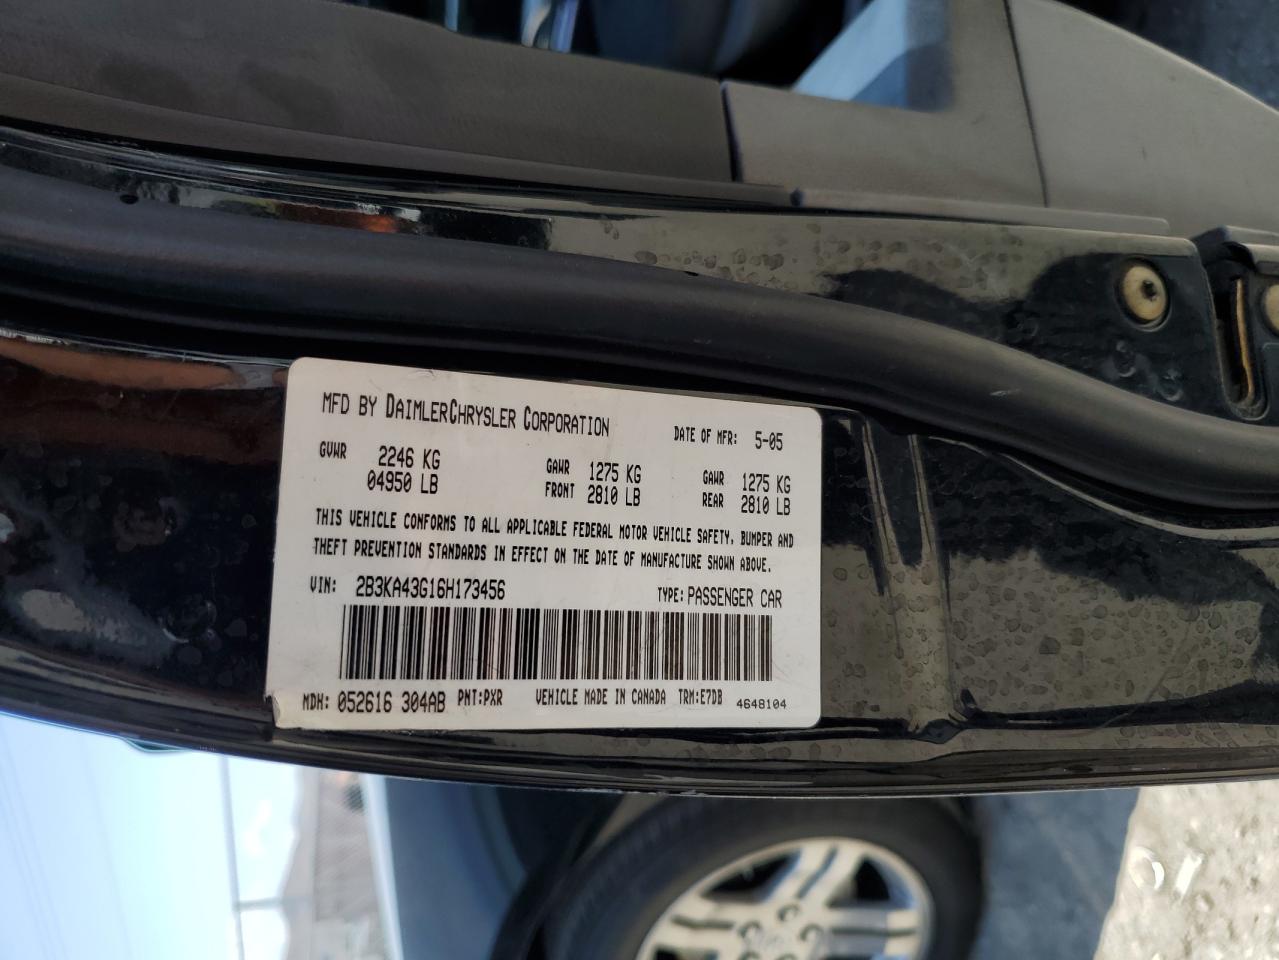 MFD BY DAIMLERCHRYSLER CORPORATION DATE OF MFR: 5-05
GVWR 2246 KG 04950 LB GAWR FRONT 1275 KG 2810 LB GAWR REAR 1275 KG 2810 LB
THIS VEHICLE CONFORMS TO ALL APPLICABLE FEDERAL MOTOR VEHICLE SAFETY, BUMPER AND
THEFT PREVENTION STANDARDS IN EFFECT ON THE DATE OF MANUFACTURE SHOWN ABOVE.
VIN: 2B3KA43G16H173456 TYPE: PASSENGER CAR
MDH: 052616 304AB PNT:PXR VEHICLE MADE IN CANADA TRM:E7DB 4648104